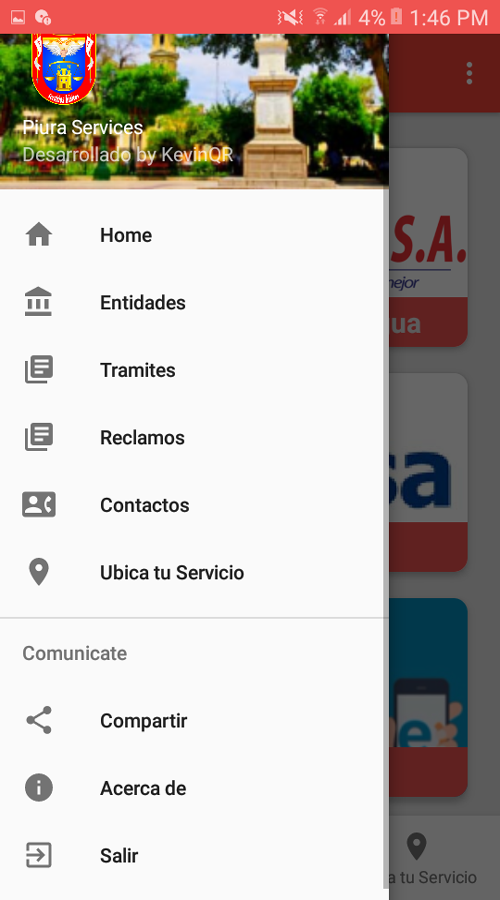 4% 1:46 PM
Piura Services
Desarrollado by KevinQR
S.A.
mejor
ua
Home
Entidades
Tramites
sa
Reclamos
Contactos
Ubica tu Servicio
Comunicate
Compartir
e
Acerca de
Salir
a tu Servicio